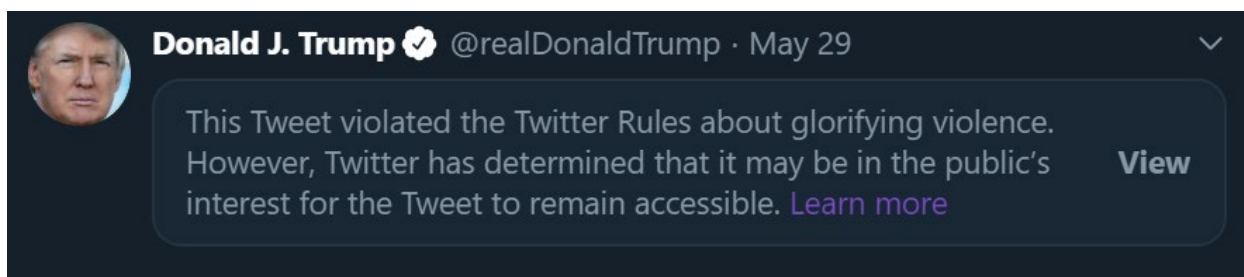 Donald J. Trump @realDonaldTrump · May 29
This Tweet violated the Twitter Rules about glorifying violence.
However, Twitter has determined that it may be in the public’s
interest for the Tweet to remain accessible. Learn more
View